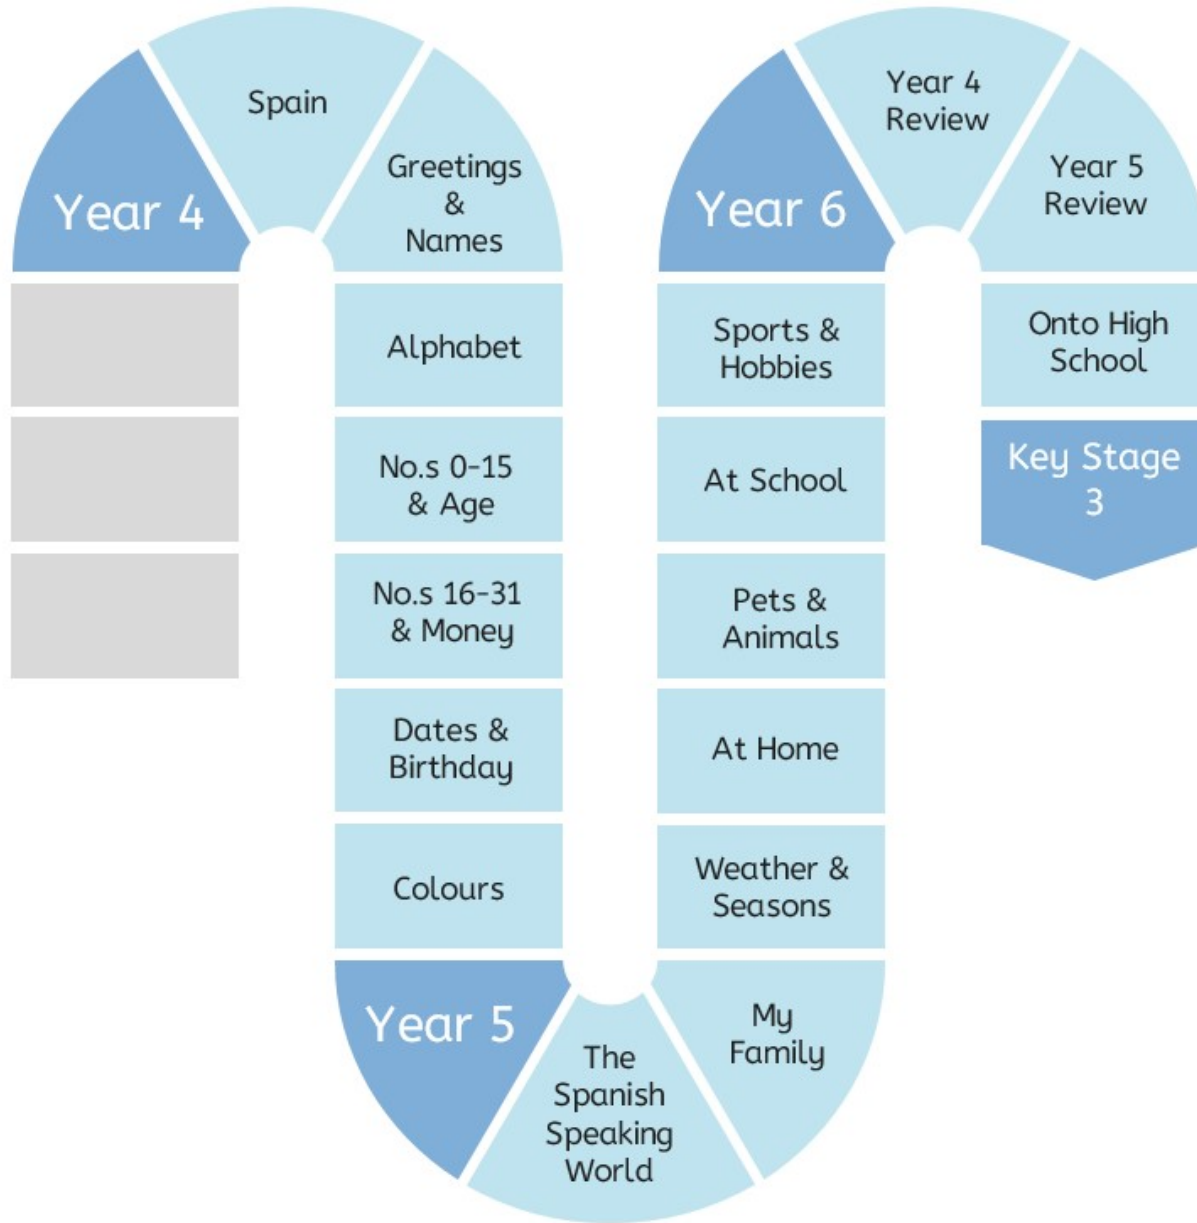 Year 4
Spain
Greetings
&
Names
Alphabet
No.s 0-15
& Age
No.s 16-31
& Money
Dates &
Birthday
Colours
Year 5
The
Spanish
Speaking
World
My
Family
Weather &
Seasons
At Home
Pets &
Animals
At School
Sports &
Hobbies
Year 6
Year 4
Review
Year 5
Review
Onto High
School
Key Stage
3